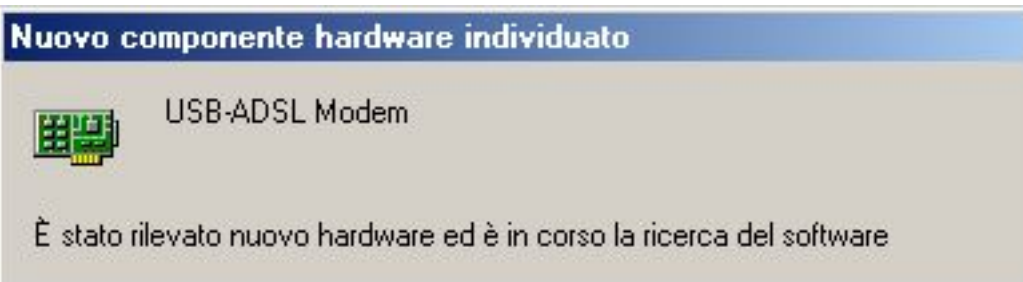 Nuovo componente hardware individuato
USB-ADSL Modem
È stato rilevato nuovo hardware ed è in corso la ricerca del software